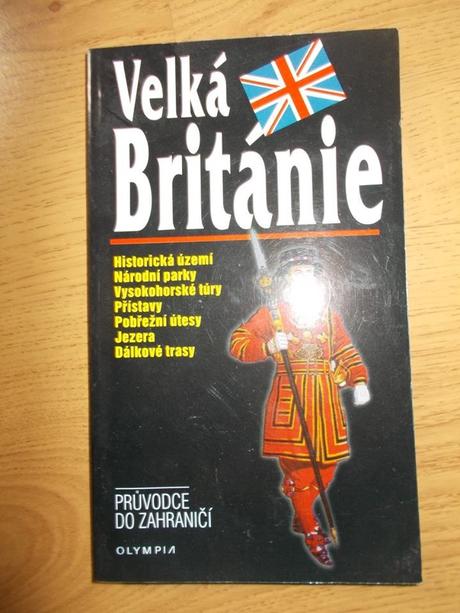 Velká
Británie
Historická území
Národní parky
Vysokohorské túry
Přístavy
Pobřežní útesy
Jezera
Dálkové trasy
PRŮVODCE
DO ZAHRANIČÍ
OLYMPIA